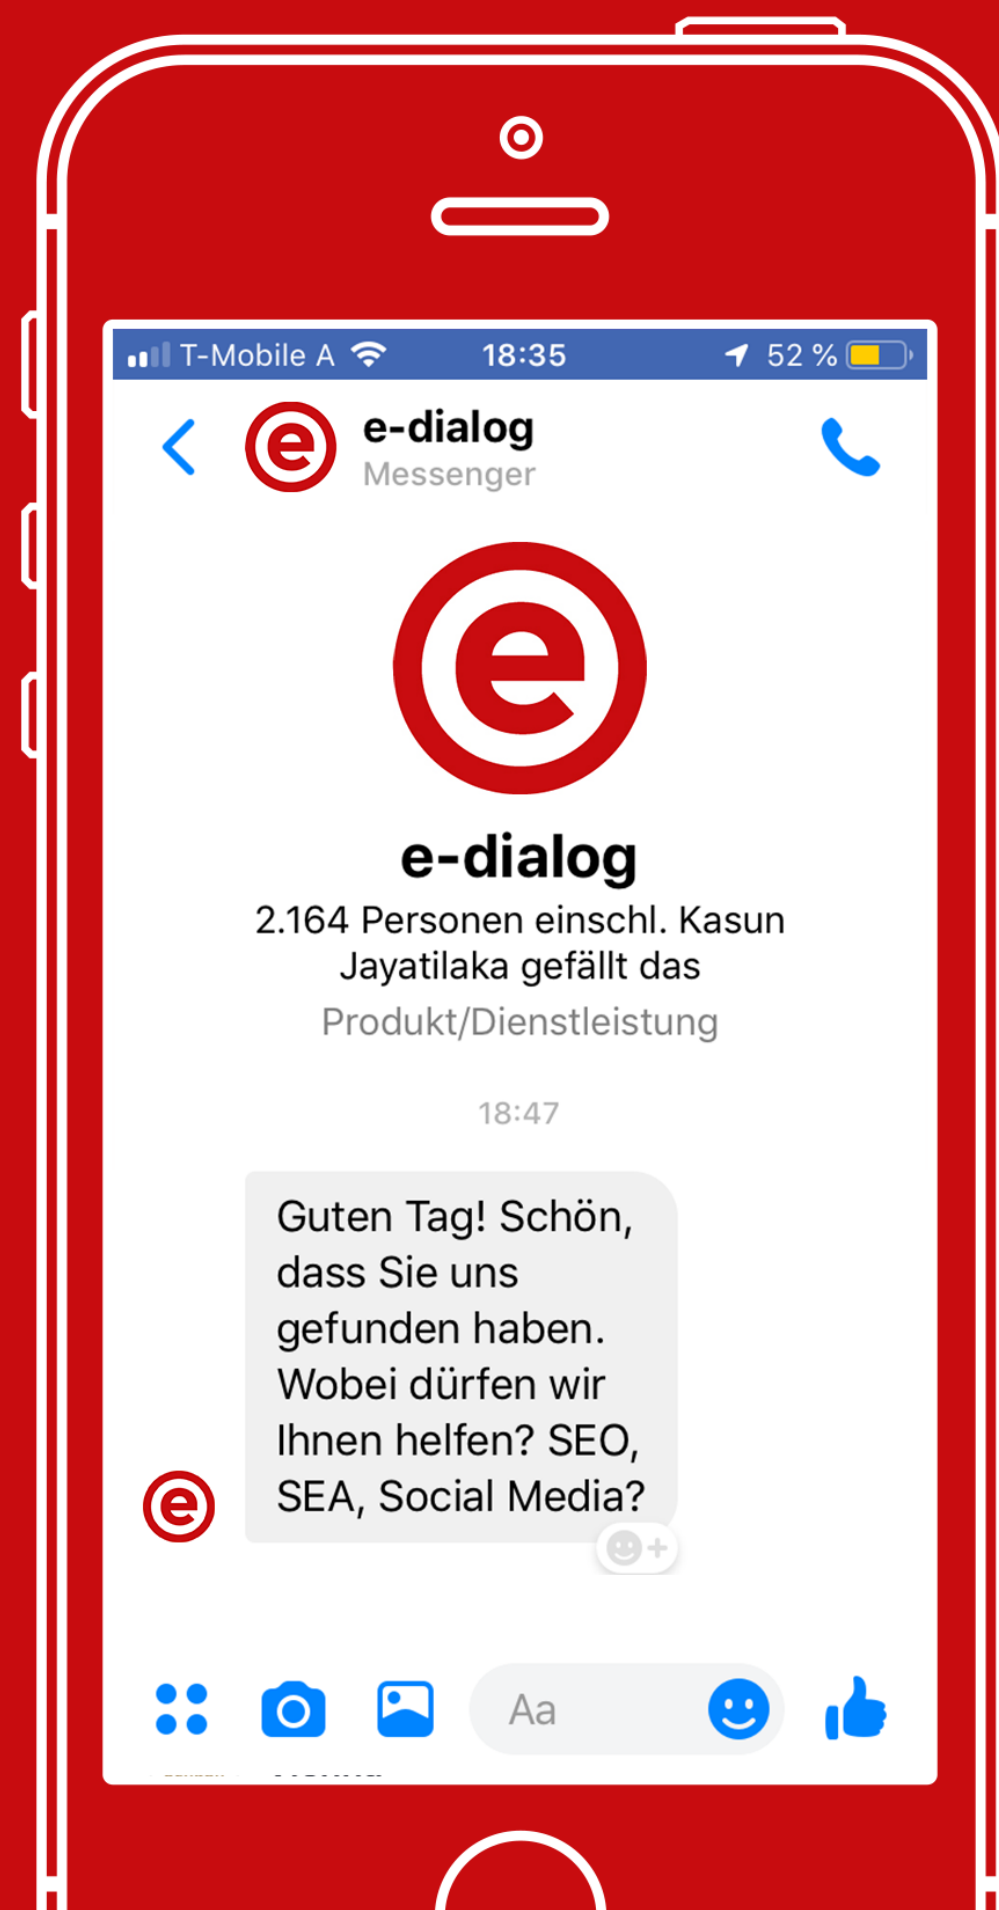 T-Mobile A 18:35 52 %
e-dialog
Messenger
e
e
e-dialog
2.164 Personen einschl. Kasun
Jayatilaka gefällt das
Produkt/Dienstleistung
18:47
Guten Tag! Schön,
dass Sie uns
gefunden haben.
Wobei dürfen wir
Ihnen helfen? SEO,
SEA, Social Media?
e
Aa